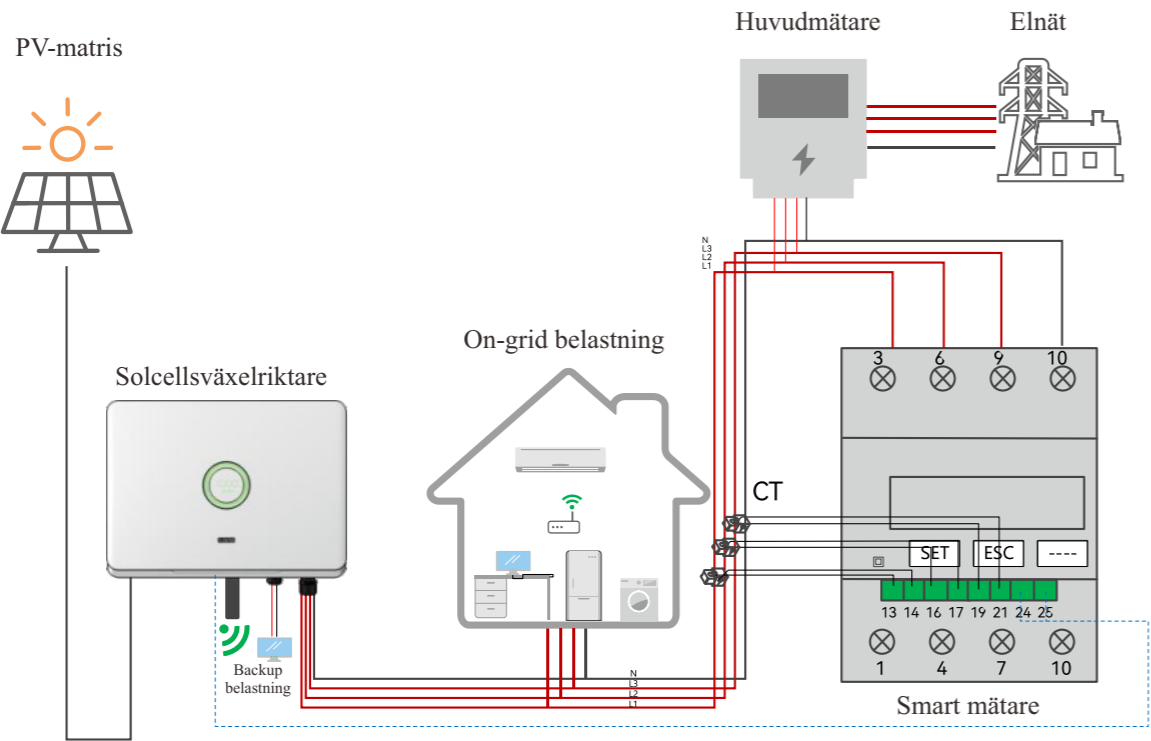 Huvudmätare
Elnät
PV-matris
N
L3
L2
L1
On-grid belastning
Solcellsväxelriktare
3
6
9
10
CT
SET
ESC
----
13
14
16
17
19
21
24
25
1
4
7
10
Backup
belastning
N
L3
L2
L1
Smart mätare